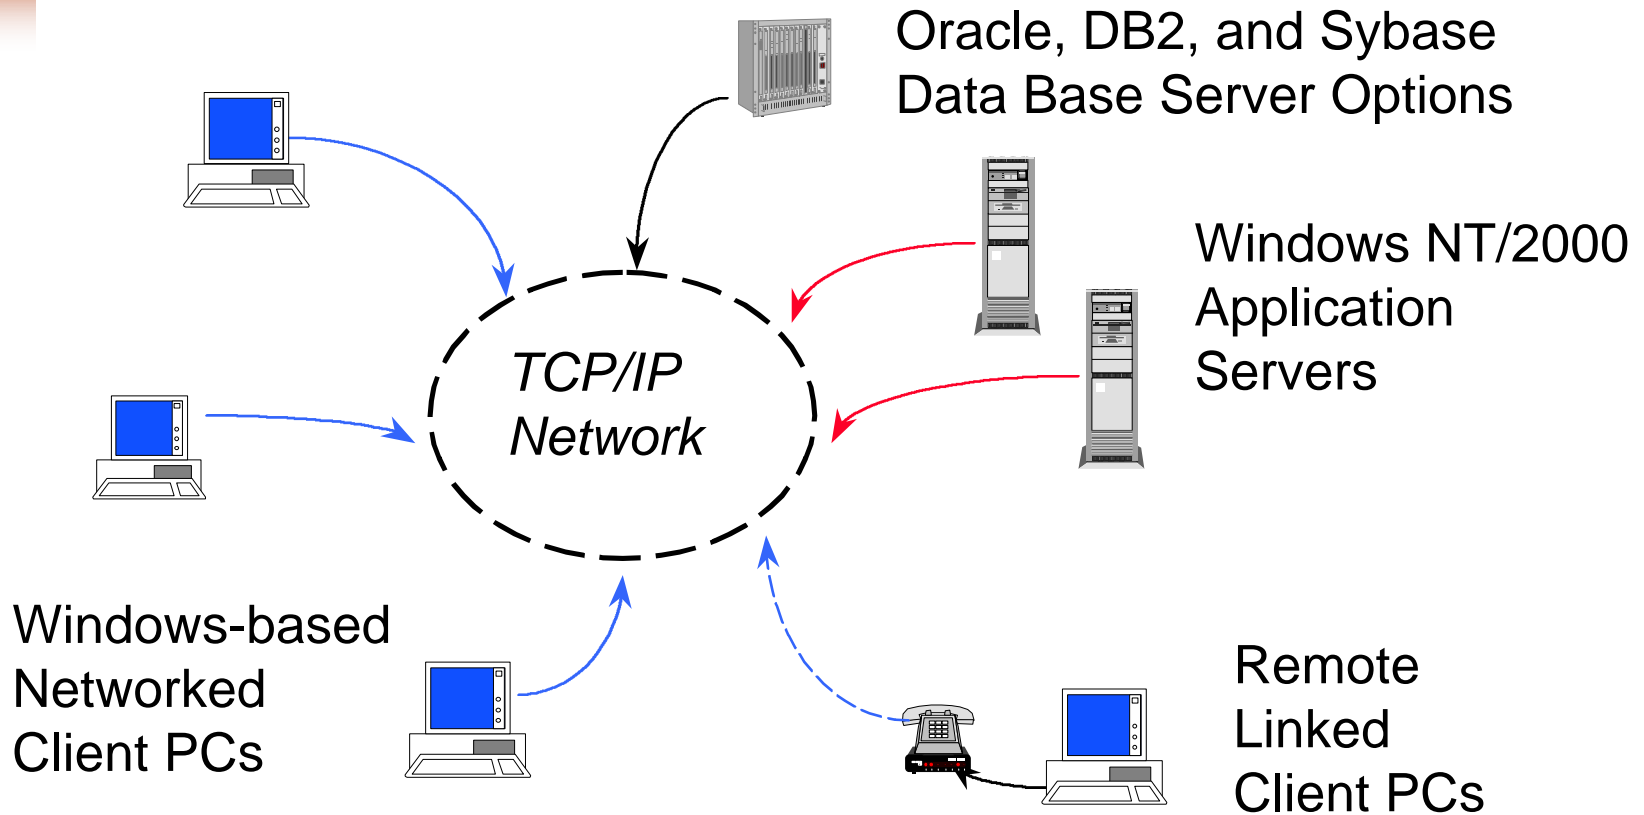 Oracle, DB2, and Sybase
Data Base Server Options
Windows NT/2000
Application
Servers
TCP/IP
Network
Windows-based
Networked
Client PCs
Remote
Linked
Client PCs